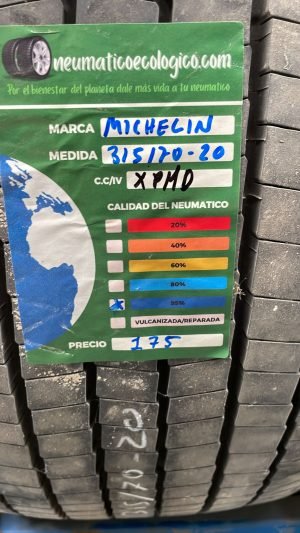 neumaticoecologico.com
Por el bienestar del planeta dale más vida a tu neumatico
MARCA MICHELIN
MEDIDA 315/70-20
C.C/IV XPMD
CALIDAD DEL NEUMATICO
20%
40%
60%
80%
95%
VULCANIZADA/REPARADA
PRECIO 175
315/70-20